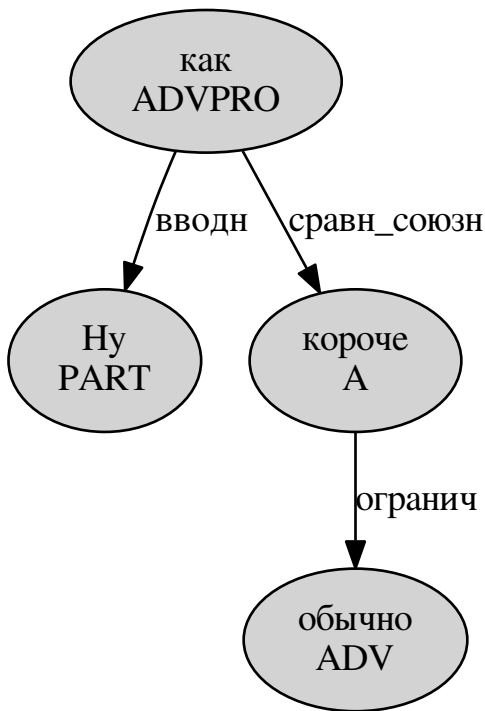 как
ADVPRO
вводн
сравн_союзн
Ну
PART
короче
A
огранич
обычно
ADV